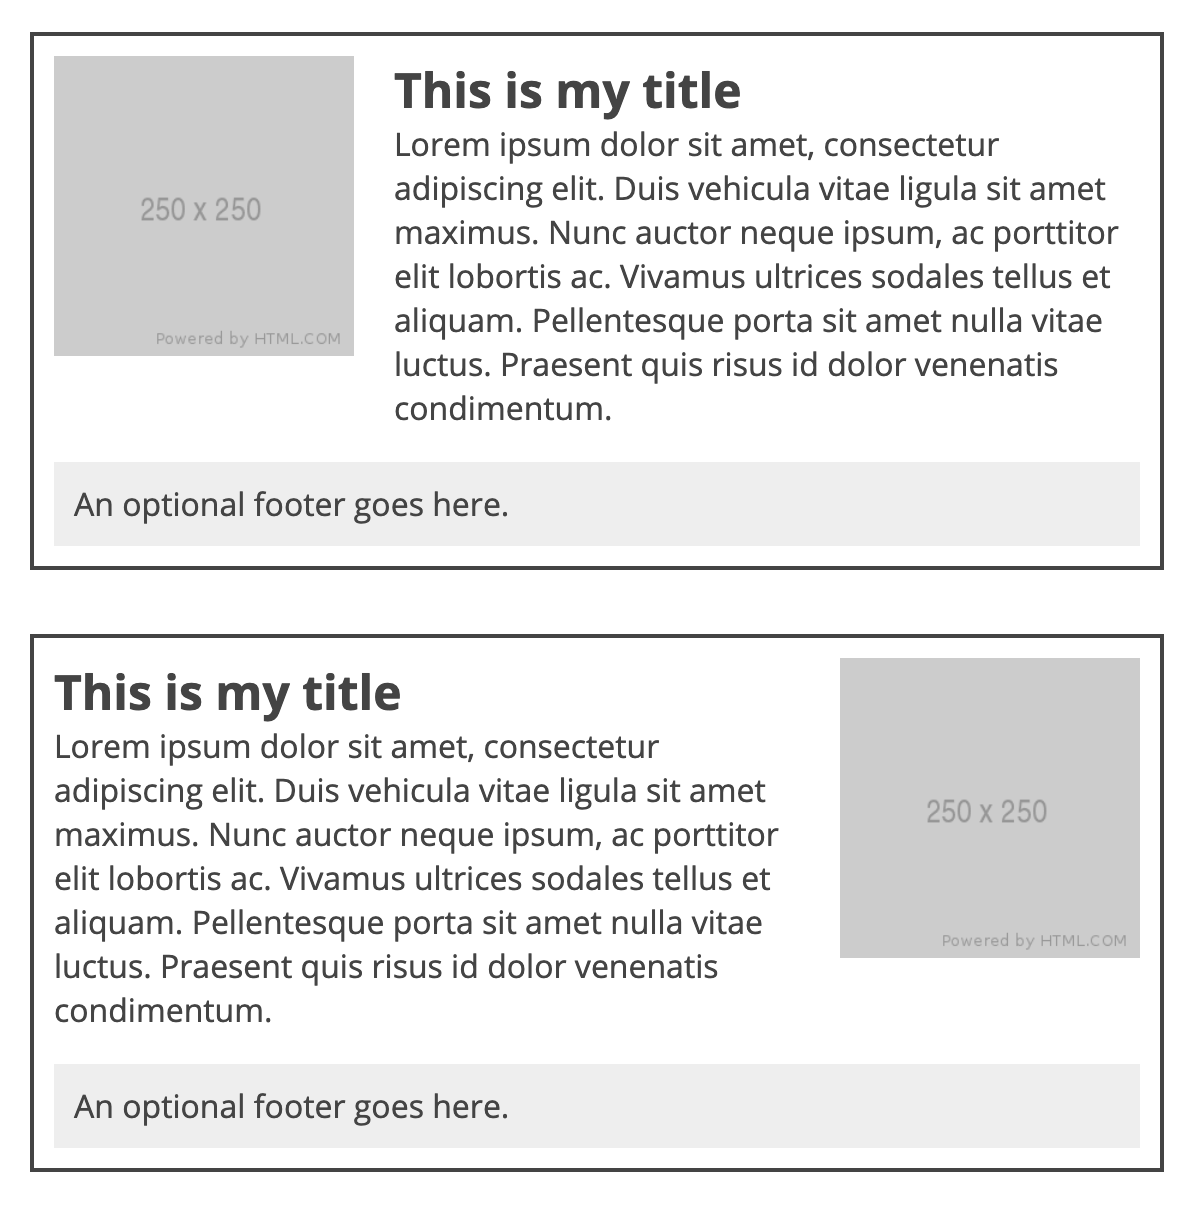 250 x 250
Powered by HTML.COM
This is my title
Lorem ipsum dolor sit amet, consectetur
adipiscing elit. Duis vehicula vitae ligula sit amet
maximus. Nunc auctor neque ipsum, ac porttitor
elit lobortis ac. Vivamus ultrices sodales tellus et
aliquam. Pellentesque porta sit amet nulla vitae
luctus. Praesent quis risus id dolor venenatis
condimentum.
An optional footer goes here.
This is my title
Lorem ipsum dolor sit amet, consectetur
adipiscing elit. Duis vehicula vitae ligula sit amet
maximus. Nunc auctor neque ipsum, ac porttitor
elit lobortis ac. Vivamus ultrices sodales tellus et
aliquam. Pellentesque porta sit amet nulla vitae
luctus. Praesent quis risus id dolor venenatis
condimentum.
250 x 250
Powered by HTML.COM
An optional footer goes here.